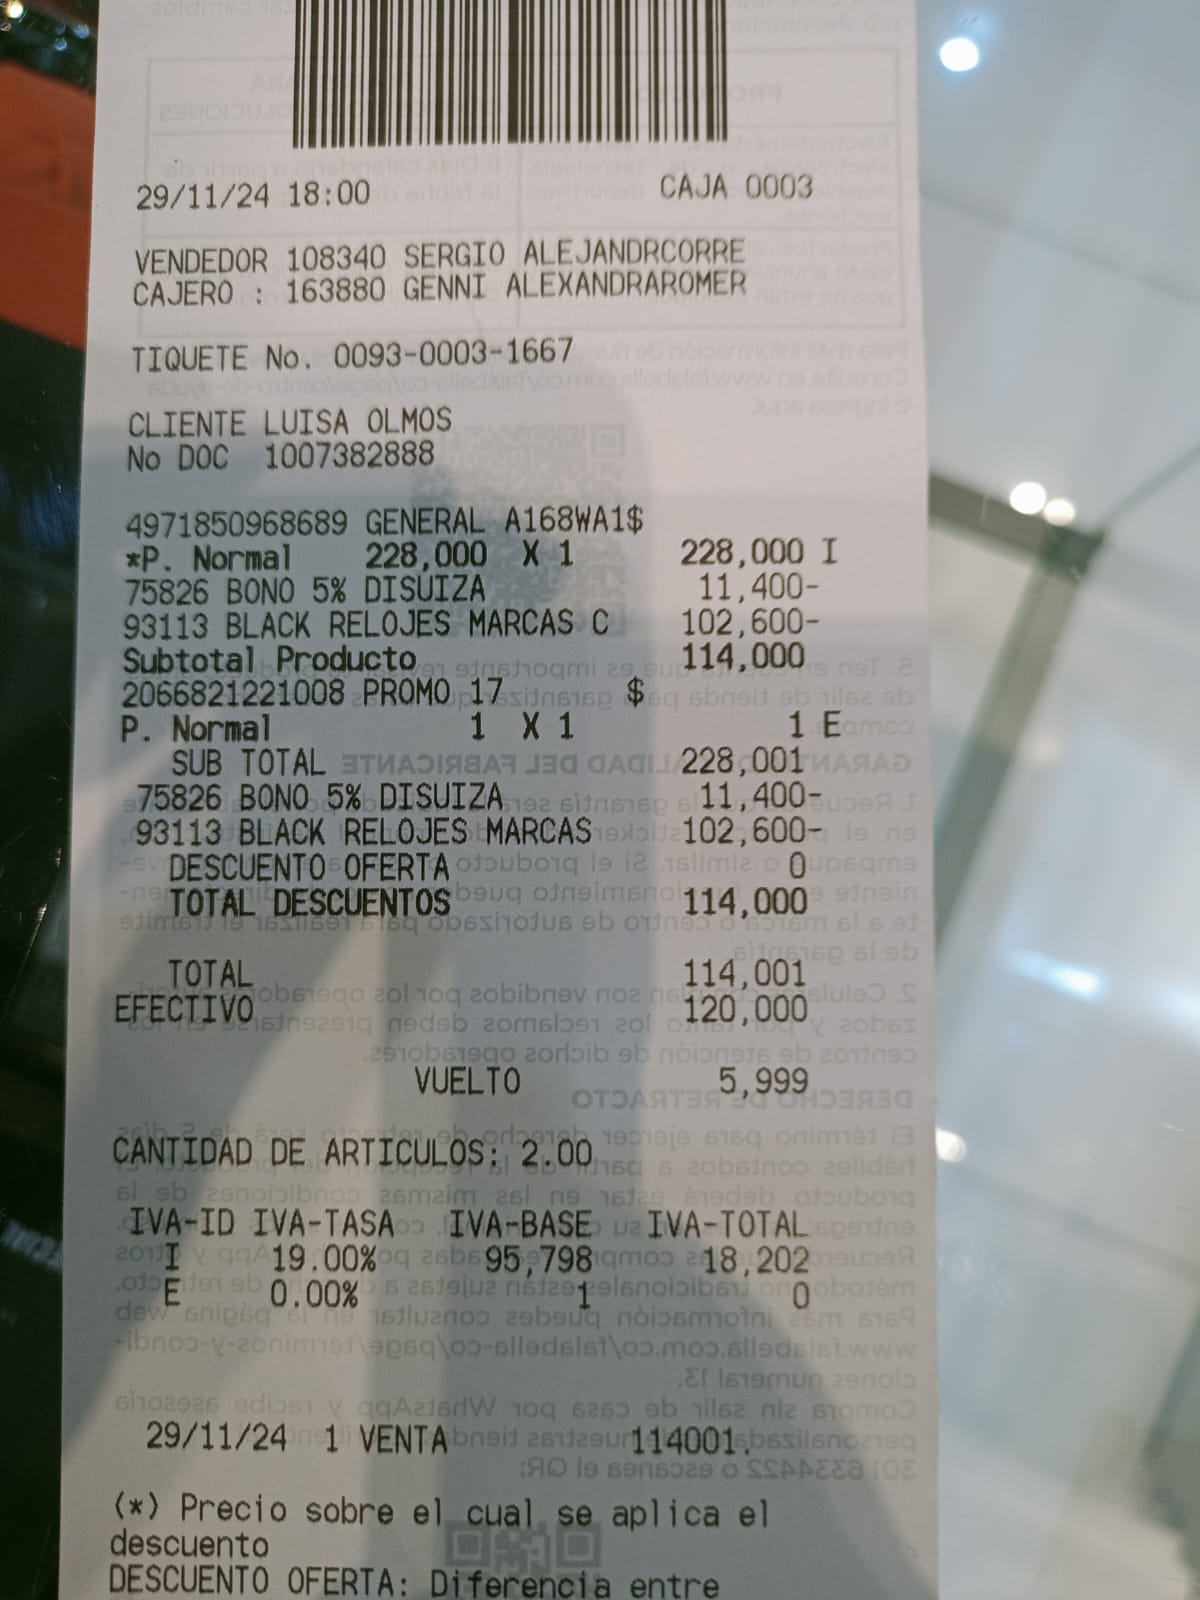 29/11/24 18:00 CAJA 0003
VENDEDOR 108340 SERGIO ALEJANDRCORRE
CAJERO : 163880 GENNI ALEXANDRAROMER
TIQUETE No. 0093-0003-1667
CLIENTE LUISA OLMOS
No DOC 1007382888
4971850968689 GENERAL A168WA1$
*P. Normal 228,000 X 1 228,000 I
75826 BONO 5% DISUIZA 11,400-
93113 BLACK RELOJES MARCAS C 102,600-
Subtotal Producto 114,000
2066821221008 PROMO 17 $
P. Normal 1 X 1 1 E
SUB TOTAL 228,001
75826 BONO 5% DISUIZA 11,400-
93113 BLACK RELOJES MARCAS 102,600-
DESCUENTO OFERTA 0
TOTAL DESCUENTOS 114,000
TOTAL 114,001
EFECTIVO 120,000
VUELTO 5,999
CANTIDAD DE ARTICULOS: 2.00
IVA-ID IVA-TASA IVA-BASE IVA-TOTAL
I 19.00% 95,798 18,202
E 0.00% 1 0
29/11/24 1 VENTA 114001.
(*) Precio sobre el cual se aplica el
descuento
DESCUENTO OFERTA: Diferencia entre